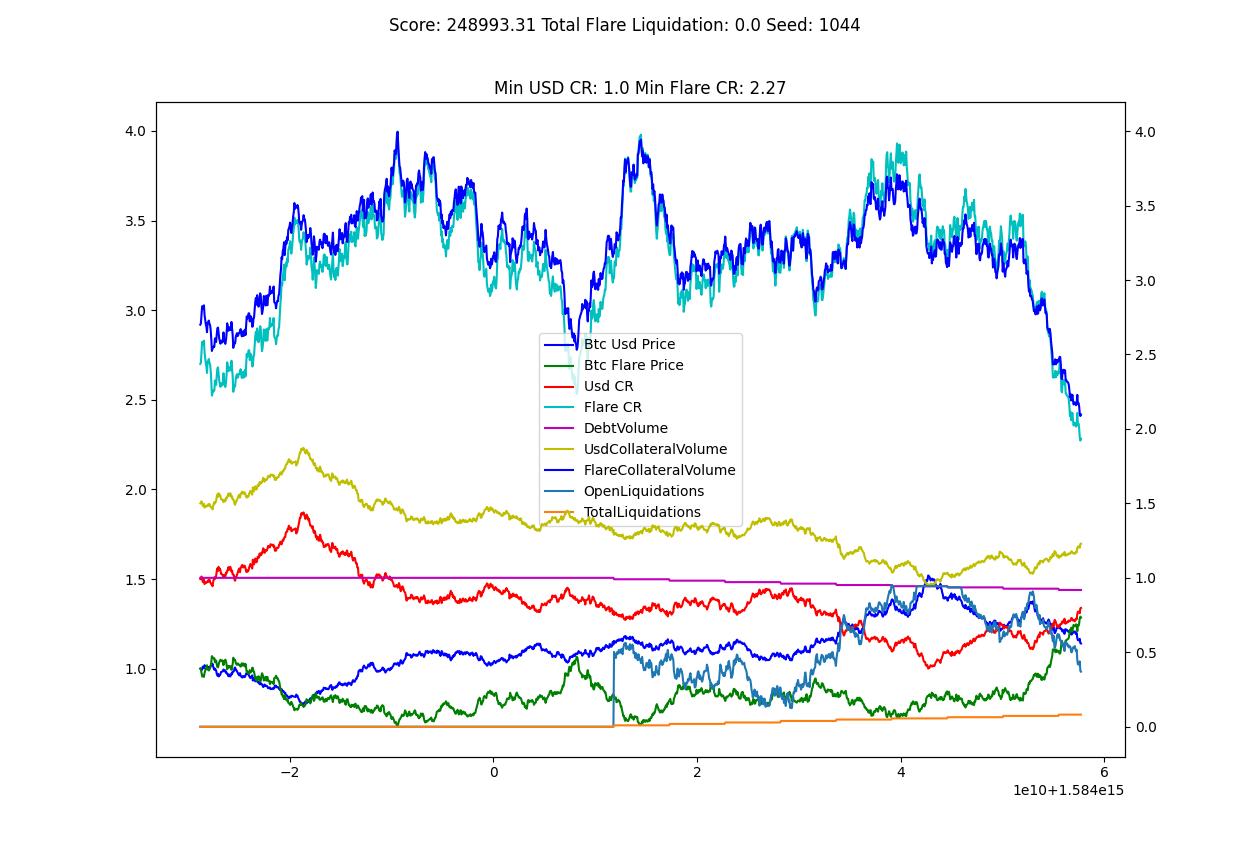 Score: 248993.31 Total Flare Liquidation: 0.0 Seed: 1044
Min USD CR: 1.0 Min Flare CR: 2.27
4.0
3.5
3.0
2.5
2.0
1.5
1.0
4.0
3.5
3.0
2.5
2.0
1.5
1.0
0.5
0.0
Btc Usd Price
Btc Flare Price
Usd CR
Flare CR
DebtVolume
UsdCollateralVolume
FlareCollateralVolume
OpenLiquidations
TotalLiquidations
−2 0 2 4 6
1e10+1.584e15